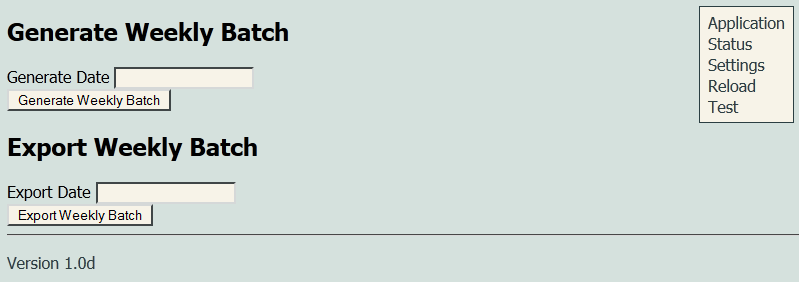 Generate Weekly Batch
Generate Date
Generate Weekly Batch
Export Weekly Batch
Export Date
Export Weekly Batch
Version 1.0d
Application
Status
Settings
Reload
Test